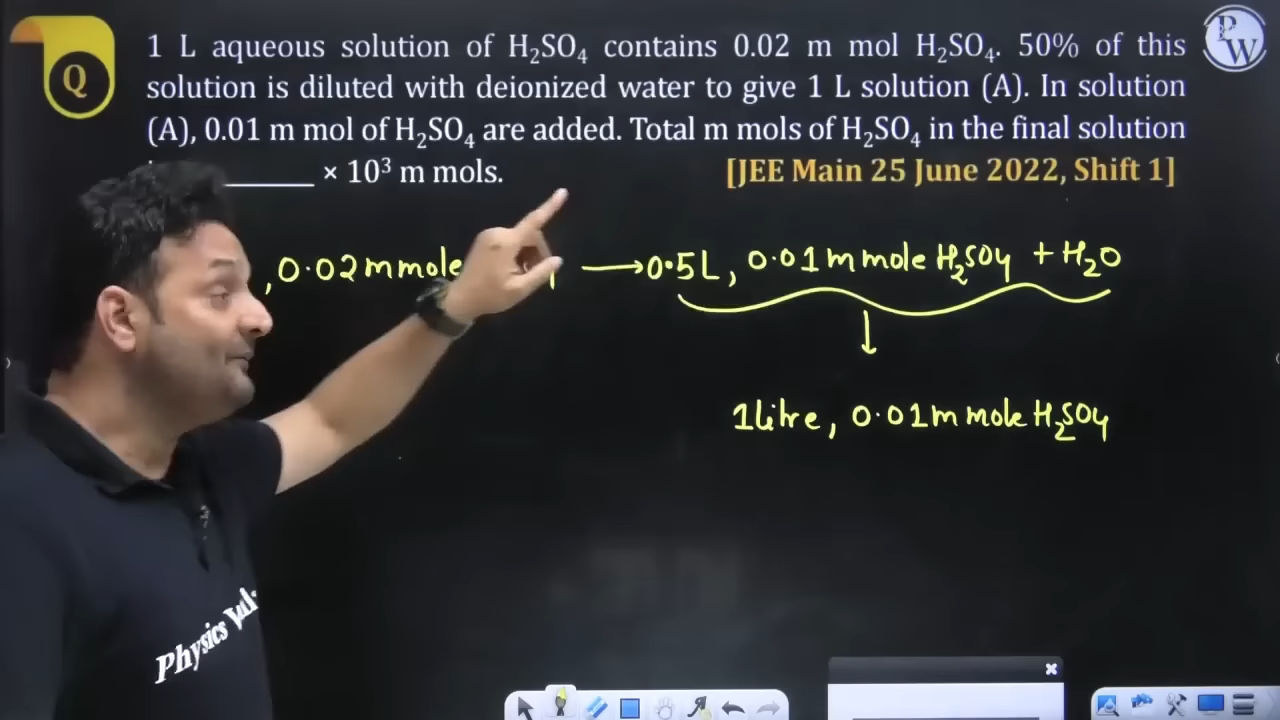 1 L aqueous solution of H₂SO₄ contains 0.02 m mol H₂SO₄. 50% of this
Q
solution is diluted with deionized water to give 1 L solution (A). In solution
(A), 0.01 m mol of H₂SO₄ are added. Total m mols of H₂SO₄ in the final solution
______ × 10³ m mols. [JEE Main 25 June 2022, Shift 1]
PW
,0.02 m mole → 0.5L, 0.01 m mole H₂SO₄ + H₂O
↓
1 litre, 0.01 m mole H₂SO₄
Physics